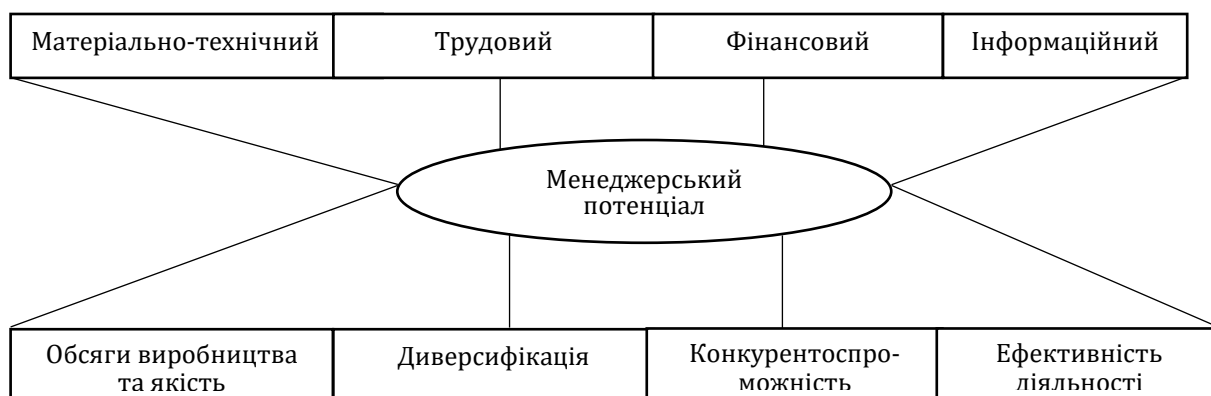 Матеріально-технічний
Трудовий
Фінансовий
Інформаційний
Менеджерський
потенціал
Обсяги виробництва
та якість
Диверсифікація
Конкурентоспро-
можність
Ефективність
діяльності